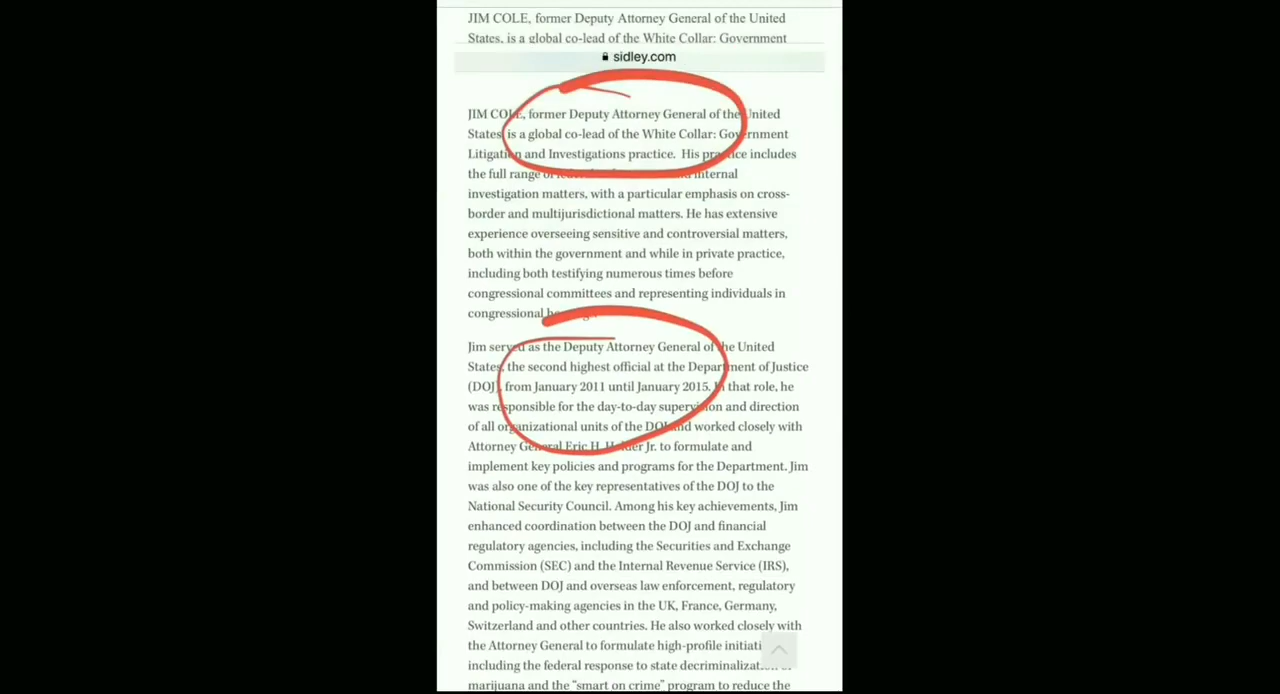 JIM COLE, former Deputy Attorney General of the United
States, is a global co-lead of the White Collar: Government
sidley.com
JIM COLE, former Deputy Attorney General of the United
States, is a global co-lead of the White Collar: Government
Litigation and Investigations practice. His practice includes
the full range of internal
investigation matters, with a particular emphasis on cross-
border and multijurisdictional matters. He has extensive
experience overseeing sensitive and controversial matters,
both within the government and while in private practice,
including both testifying numerous times before
congressional committees and representing individuals in
congressional
Jim served as the Deputy Attorney General of the United
States, the second highest official at the Department of Justice
(DOJ), from January 2011 until January 2015. In that role, he
was responsible for the day-to-day supervision and direction
of all organizational units of the DOJ and worked closely with
Attorney General Eric H. Holder Jr. to formulate and
implement key policies and programs for the Department. Jim
was also one of the key representatives of the DOJ to the
National Security Council. Among his key achievements, Jim
enhanced coordination between the DOJ and financial
regulatory agencies, including the Securities and Exchange
Commission (SEC) and the Internal Revenue Service (IRS),
and between DOJ and overseas law enforcement, regulatory
and policy-making agencies in the UK, France, Germany,
Switzerland and other countries. He also worked closely with
the Attorney General to formulate high-profile
including the federal response to state
marijuana and the “smart on crime” program to reduce the